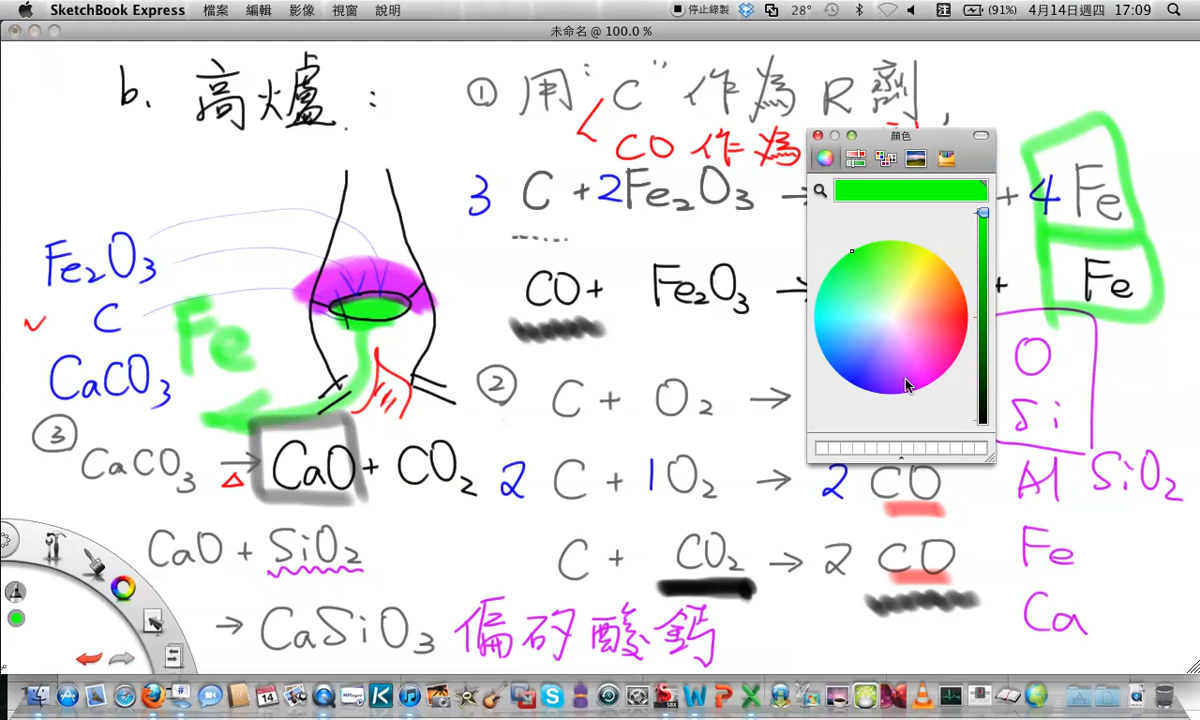 SketchBook Express 檔案 編輯 影像 視窗 說明 停止錄製 28° 注 (91%) 4月14日週四 17:09
未命名 @ 100.0 %
b. 高爐:
① 用“C”作為 R 劑,
CO 作為
顏色
3 C + 2Fe₂O₃ → + 4 Fe
CO + Fe₂O₃ → + Fe
Fe₂O₃
C
CaCO₃
Fe
② C + O₂ →
2 C + 1O₂ → 2 CO
C + CO₂ → 2 CO
③ CaCO₃ →
△
CaO + CO₂
CaO + SiO₂
→ CaSiO₃ 偏矽酸鈣
O
Si
Al SiO₂
Fe
Ca
14